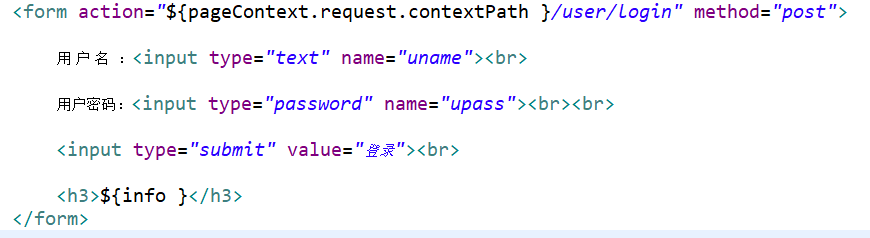 <form action="${pageContext.request.contextPath }/user/login" method="post">
用 户 名 ：<input type="text" name="uname"><br>
用户密码：<input type="password" name="upass"><br><br>
<input type="submit" value="登录"><br>
<h3>${info }</h3>
</form>